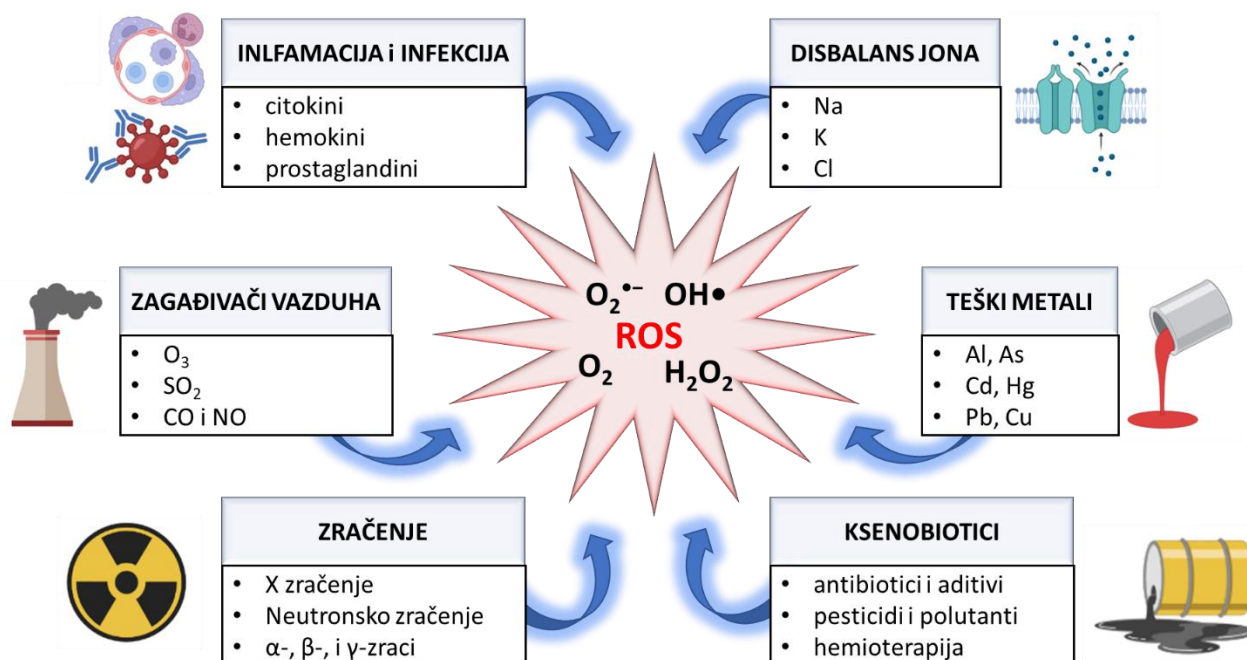 INLFAMACIJA i INFEKCIJA
• citokini
• hemokini
• prostaglandini
DISBALANS JONA
• Na
• K
• Cl
ZAGAĐIVAČI VAZDUHA
• O₃
• SO₂
• CO i NO
O₂•⁻ OH•
ROS
O₂ H₂O₂
TEŠKI METALI
• Al, As
• Cd, Hg
• Pb, Cu
ZRAČENJE
• X zračenje
• Neutronsko zračenje
• α-, β-, i γ-zraci
KSENOBIOTICI
• antibiotici i aditivi
• pesticidi i polutanti
• hemioterapija